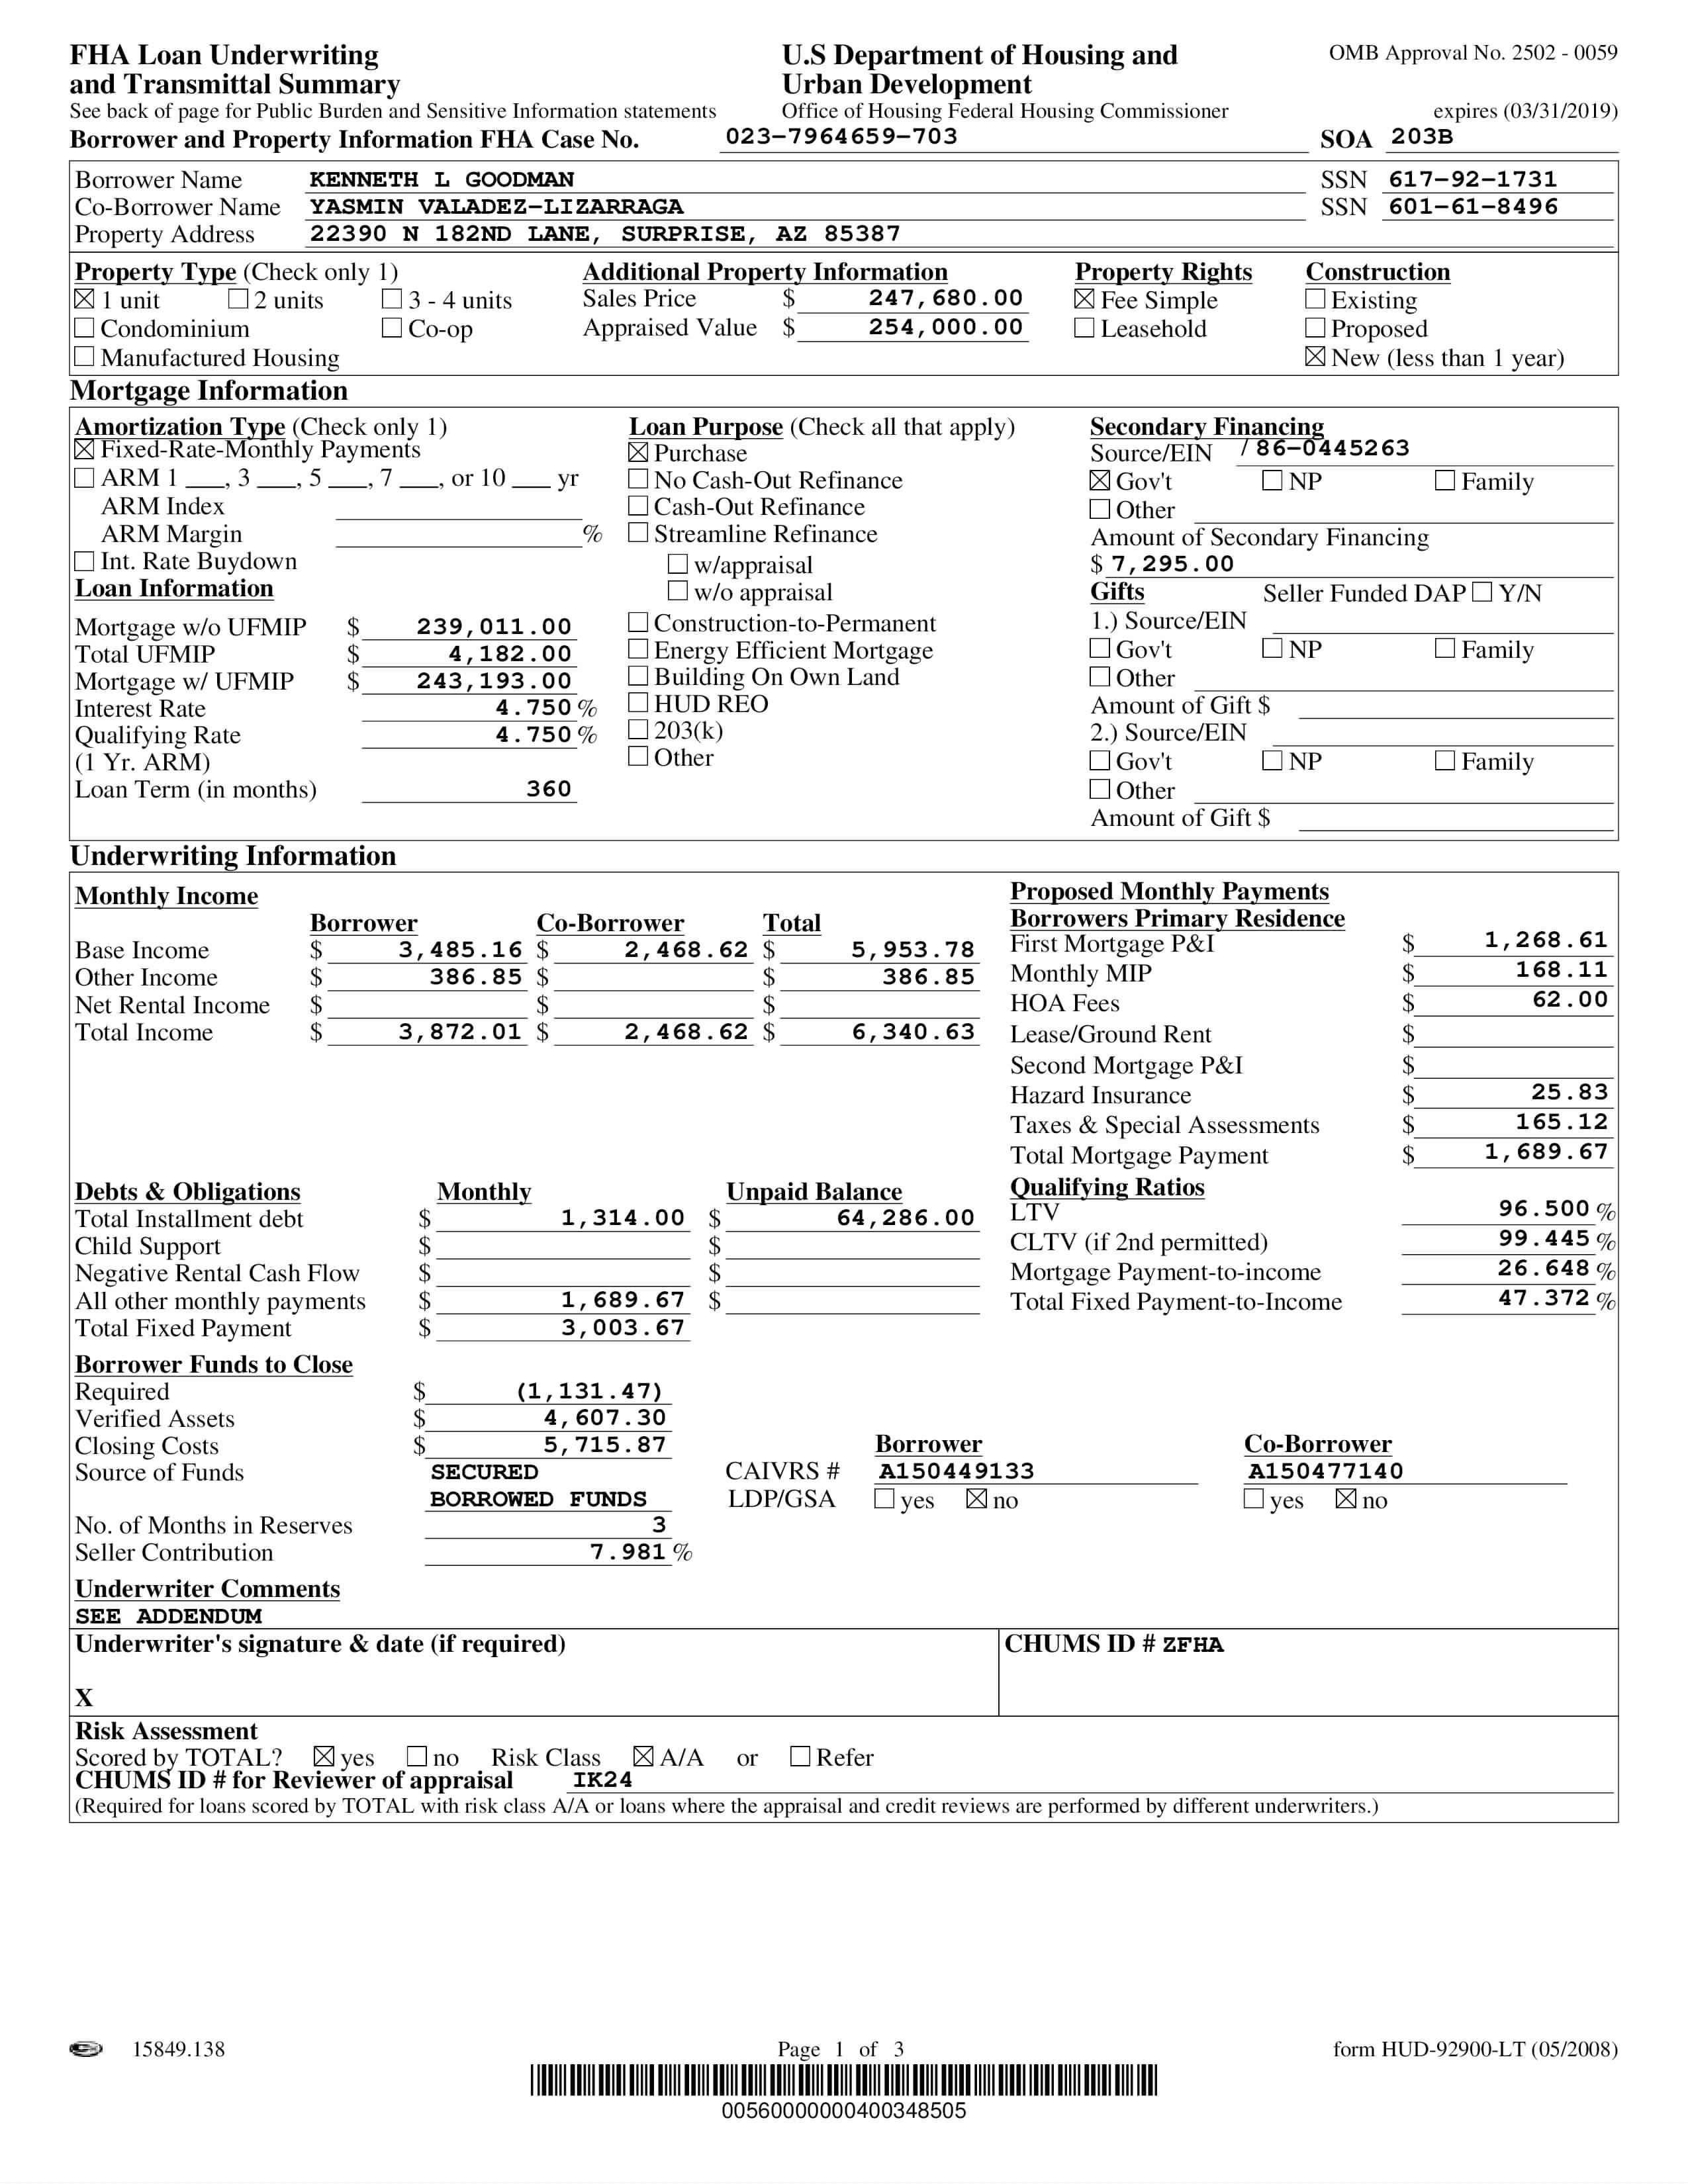 FHA Loan Underwriting
and Transmittal Summary
See back of page for Public Burden and Sensitive Information statements
U.S Department of Housing and
Urban Development
Office of Housing Federal Housing Commissioner
OMB Approval No. 2502 - 0059
expires (03/31/2019)
Borrower and Property Information FHA Case No. 023-7964659-703 SOA 203B
Borrower Name KENNETH L GOODMAN SSN 617-92-1731
Co-Borrower Name YASMIN VALADEZ-LIZARRAGA SSN 601-61-8496
Property Address 22390 N 182ND LANE, SURPRISE, AZ 85387
Property Type (Check only 1)
☒ 1 unit ☐ 2 units ☐ 3 - 4 units
☐ Condominium ☐ Co-op
☐ Manufactured Housing
Additional Property Information
Sales Price $ 247,680.00
Appraised Value $ 254,000.00
Property Rights
☒ Fee Simple
☐ Leasehold
Construction
☐ Existing
☐ Proposed
☒ New (less than 1 year)
Mortgage Information
Amortization Type (Check only 1)
☒ Fixed-Rate-Monthly Payments
☐ ARM 1 ___, 3 ___, 5 ___, 7 ___, or 10 ___ yr
ARM Index
ARM Margin %
☐ Int. Rate Buydown
Loan Information
Mortgage w/o UFMIP $ 239,011.00
Total UFMIP $ 4,182.00
Mortgage w/ UFMIP $ 243,193.00
Interest Rate 4.750 %
Qualifying Rate 4.750 %
(1 Yr. ARM)
Loan Term (in months) 360
Loan Purpose (Check all that apply)
☒ Purchase
☐ No Cash-Out Refinance
☐ Cash-Out Refinance
☐ Streamline Refinance
☐ w/appraisal
☐ w/o appraisal
☐ Construction-to-Permanent
☐ Energy Efficient Mortgage
☐ Building On Own Land
☐ HUD REO
☐ 203(k)
☐ Other
Secondary Financing
Source/EIN / 86-0445263
☒ Gov't ☐ NP ☐ Family
☐ Other
Amount of Secondary Financing
$ 7,295.00
Gifts Seller Funded DAP ☐ Y/N
1.) Source/EIN
☐ Gov't ☐ NP ☐ Family
☐ Other
Amount of Gift $
2.) Source/EIN
☐ Gov't ☐ NP ☐ Family
☐ Other
Amount of Gift $
Underwriting Information
Monthly Income
Borrower Co-Borrower Total
Base Income $ 3,485.16 $ 2,468.62 $ 5,953.78
Other Income $ 386.85 $ $ 386.85
Net Rental Income $ $ $
Total Income $ 3,872.01 $ 2,468.62 $ 6,340.63
Proposed Monthly Payments
Borrowers Primary Residence
First Mortgage P&I $ 1,268.61
Monthly MIP $ 168.11
HOA Fees $ 62.00
Lease/Ground Rent $
Second Mortgage P&I $
Hazard Insurance $ 25.83
Taxes & Special Assessments $ 165.12
Total Mortgage Payment $ 1,689.67
Debts & Obligations Monthly Unpaid Balance
Total Installment debt $ 1,314.00 $ 64,286.00
Child Support $ $
Negative Rental Cash Flow $ $
All other monthly payments $ 1,689.67 $
Total Fixed Payment $ 3,003.67
Qualifying Ratios
LTV 96.500 %
CLTV (if 2nd permitted) 99.445 %
Mortgage Payment-to-income 26.648 %
Total Fixed Payment-to-Income 47.372 %
Borrower Funds to Close
Required $ (1,131.47)
Verified Assets $ 4,607.30
Closing Costs $ 5,715.87
Source of Funds SECURED
BORROWED FUNDS
No. of Months in Reserves 3
Seller Contribution 7.981 %
Borrower Co-Borrower
CAIVRS # A150449133 A150477140
LDP/GSA ☐ yes ☒ no ☐ yes ☒ no
Underwriter Comments
SEE ADDENDUM
Underwriter's signature & date (if required)
X
CHUMS ID # ZFHA
Risk Assessment
Scored by TOTAL? ☒ yes ☐ no Risk Class ☒ A/A or ☐ Refer
CHUMS ID # for Reviewer of appraisal IK24
(Required for loans scored by TOTAL with risk class A/A or loans where the appraisal and credit reviews are performed by different underwriters.)
15849.138 Page 1 of 3 form HUD-92900-LT (05/2008)
00560000000400348505